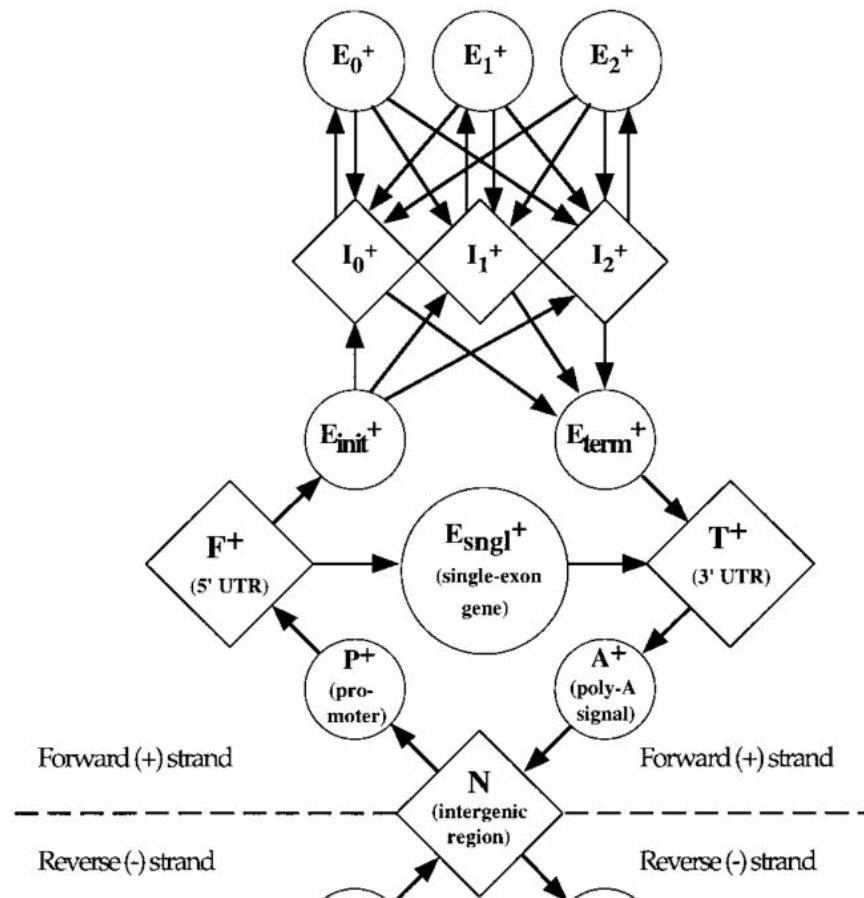 E₀⁺ E₁⁺ E₂⁺
I₀⁺ I₁⁺ I₂⁺
Einit⁺ Eterm⁺
F⁺
(5' UTR)
Esngl⁺
(single-exon
gene)
T⁺
(3' UTR)
P⁺
(pro-
moter)
A⁺
(poly-A
signal)
Forward (+) strand
Forward (+) strand
N
(intergenic
region)
Reverse (-) strand
Reverse (-) strand